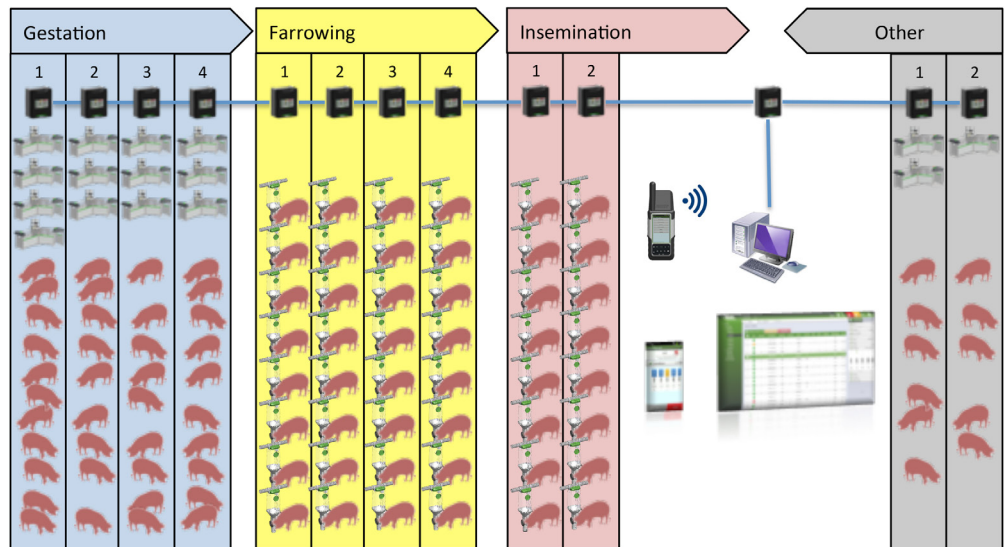 Gestation
Farrowing
Insemination
Other
1 2 3 4
1 2 3 4
1 2
1 2